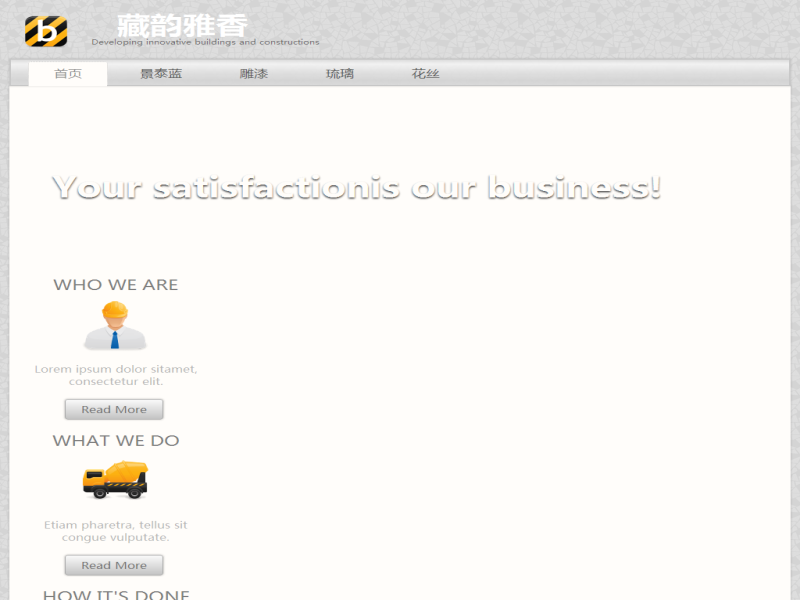 b
藏韵雅香
Developing innovative buildings and constructions
首页 景泰蓝 雕漆 琉璃 花丝
Your satisfactionis our business!
WHO WE ARE
Lorem ipsum dolor sitamet,
consectetur elit.
Read More
WHAT WE DO
Etiam pharetra, tellus sit
congue vulputate.
Read More
HOW IT'S DONE